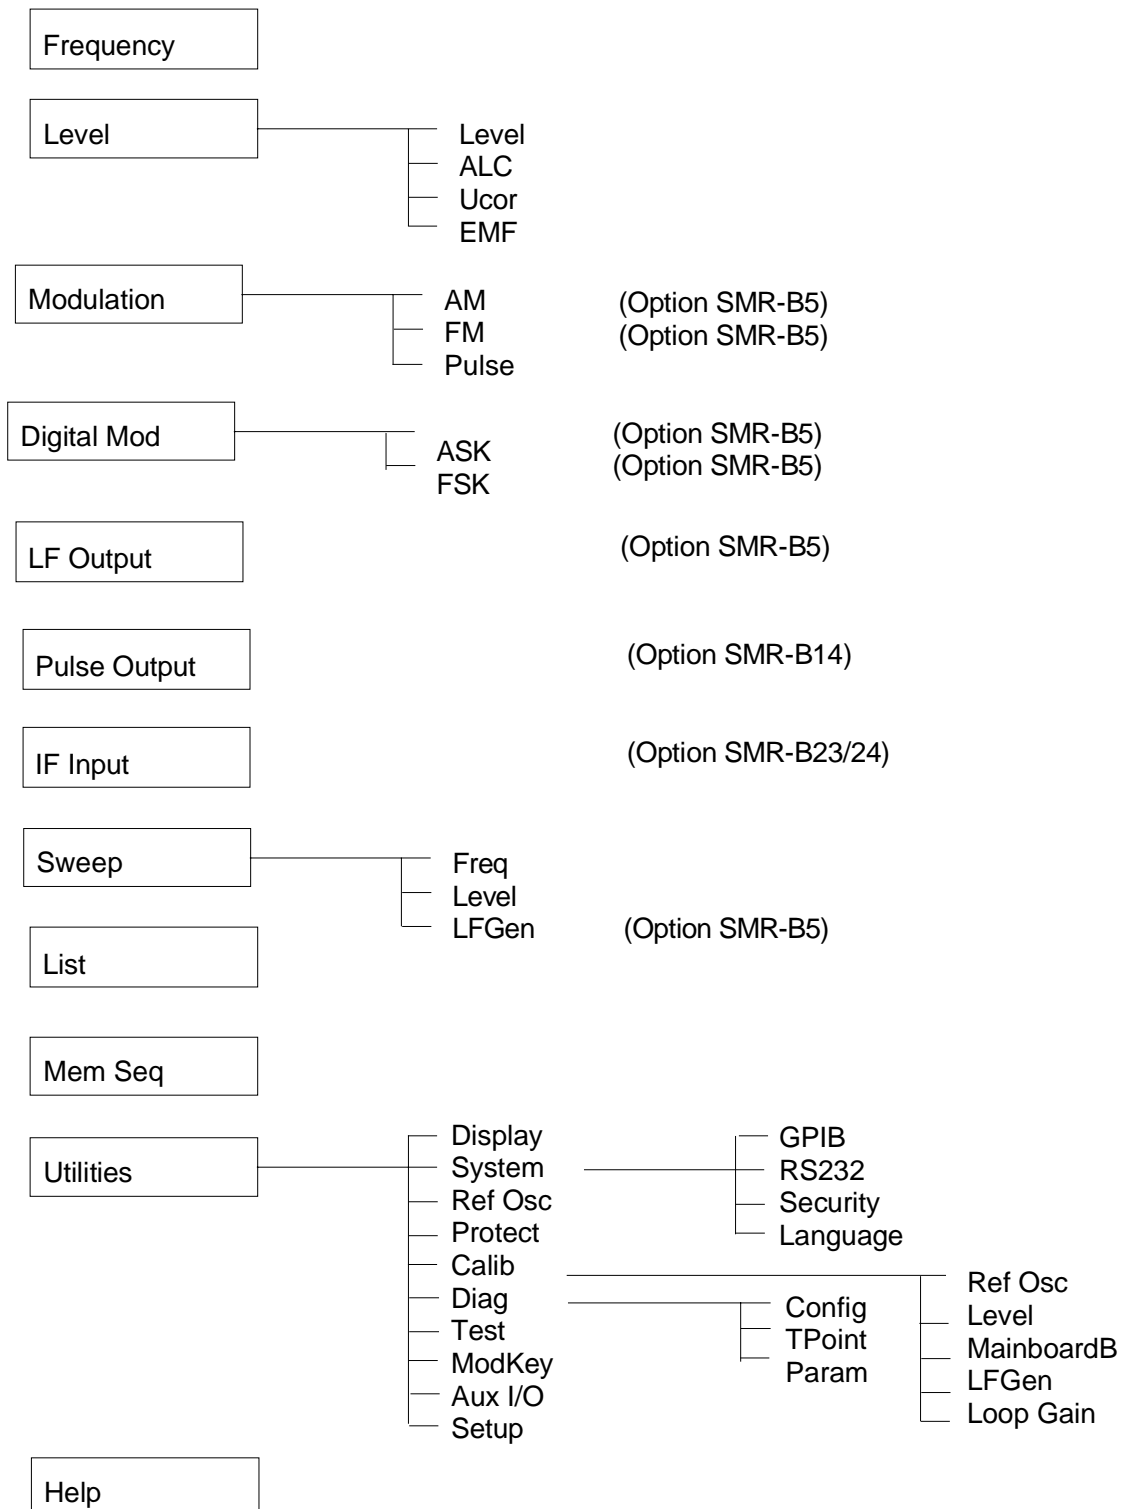 Frequency
Level
Level
ALC
Ucor
EMF
Modulation
AM (Option SMR-B5)
FM (Option SMR-B5)
Pulse
Digital Mod
ASK (Option SMR-B5)
FSK (Option SMR-B5)
LF Output (Option SMR-B5)
Pulse Output (Option SMR-B14)
IF Input (Option SMR-B23/24)
Sweep
Freq
Level
LFGen (Option SMR-B5)
List
Mem Seq
Utilities
Display
System
Ref Osc
Protect
Calib
Diag
Test
ModKey
Aux I/O
Setup
GPIB
RS232
Security
Language
Config
TPoint
Param
Ref Osc
Level
MainboardB
LFGen
Loop Gain
Help